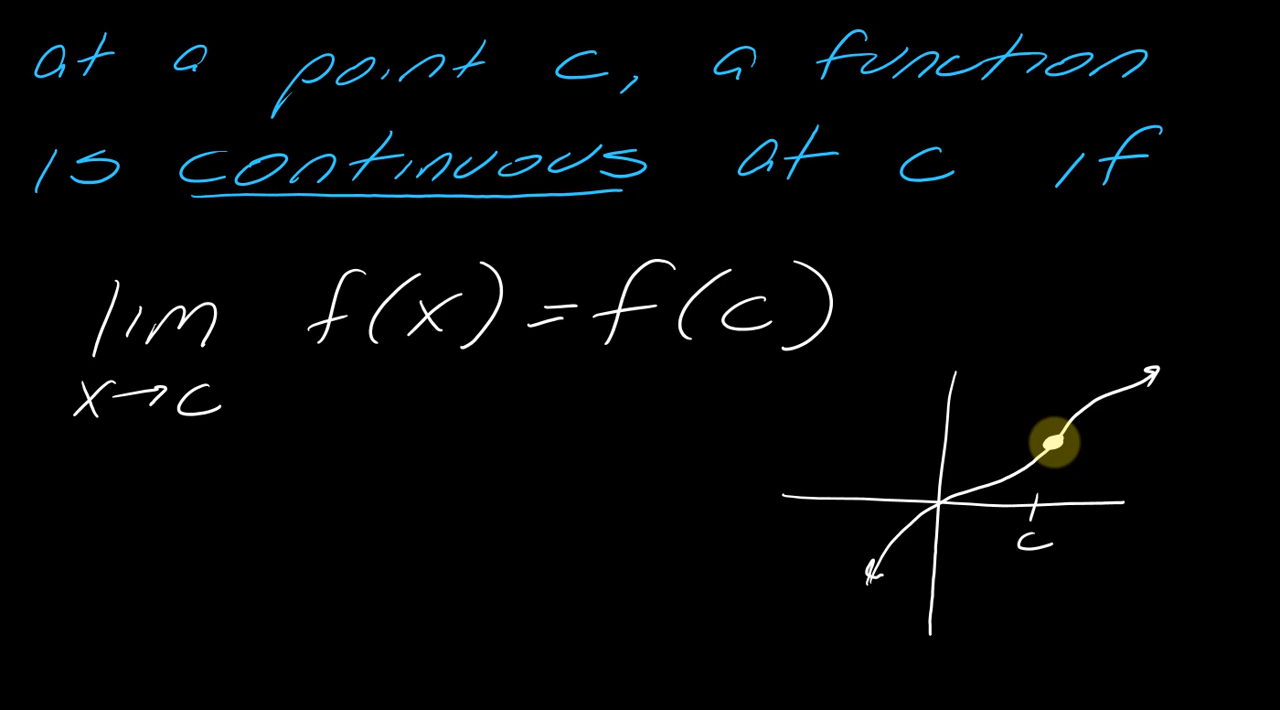 at a point c, a function
is continuous at c if
lim f(x) = f(c)
x→c
c